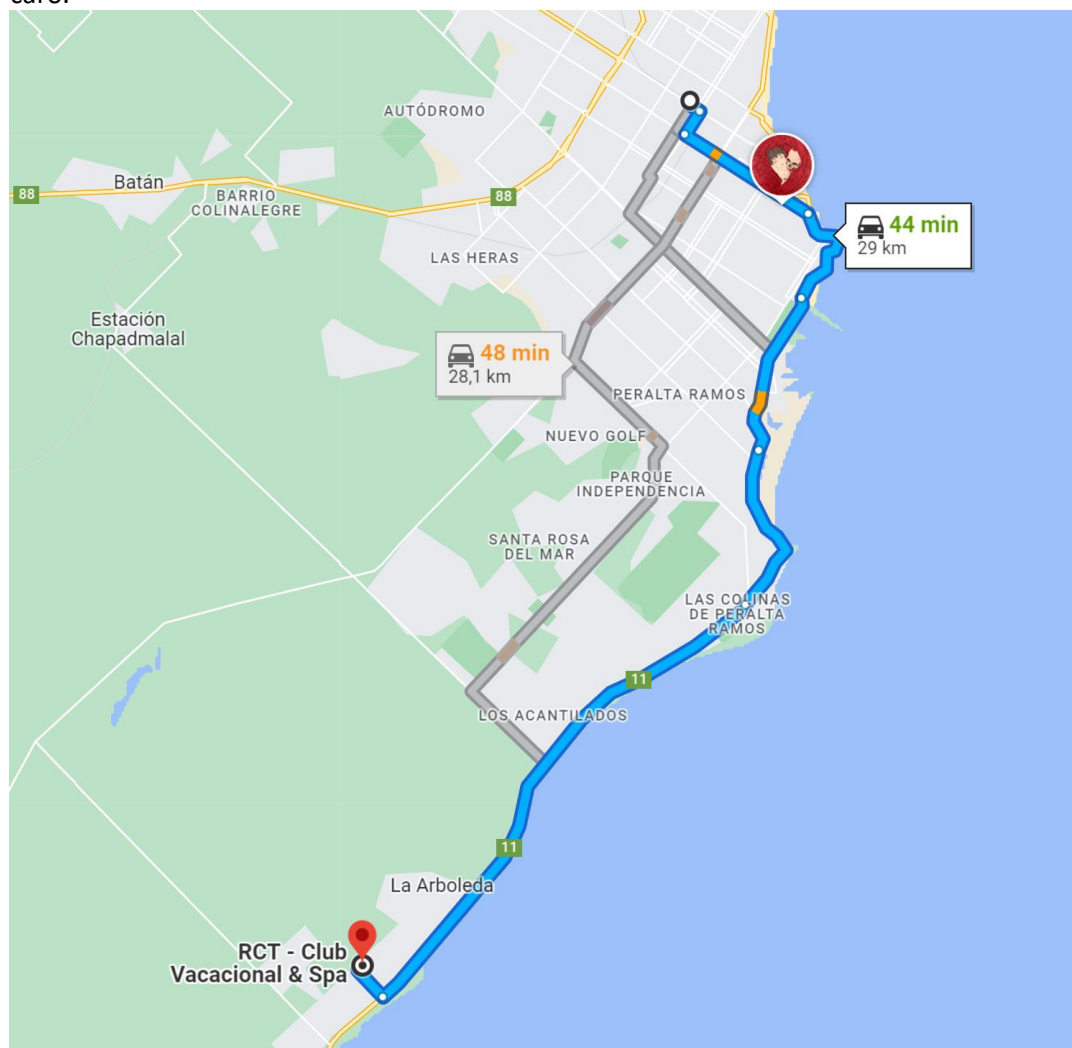 caro.
AUTÓDROMO
Batán
88
BARRIO
COLINALEGRE
88
44 min
29 km
LAS HERAS
Estación
Chapadmalal
48 min
28,1 km
PERALTA RAMOS
NUEVO GOLF
PARQUE
INDEPENDENCIA
SANTA ROSA
DEL MAR
LAS COLINAS
DE PERALTA
RAMOS
11
LOS ACANTILADOS
11
La Arboleda
RCT - Club
Vacacional & Spa